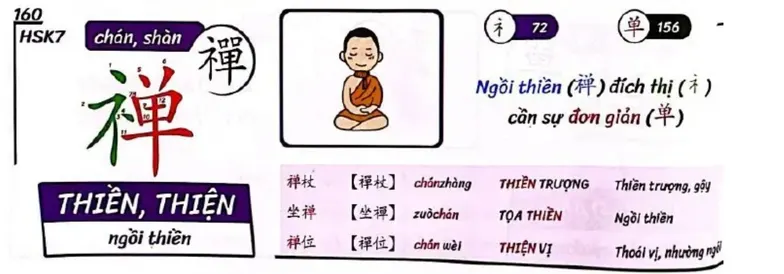 160
HSK7
chán, shàn
禪
禅
THIỀN, THIỆN
ngồi thiền
礻 72
单 156
Ngồi thiền (禅) đích thị (礻)
cần sự đơn giản (单)
禅杖 【禪杖】 chánzhàng THIỀN TRƯỢNG Thiền trượng, gậy
坐禅 【坐禪】 zuòchán TỌA THIỀN Ngồi thiền
禅位 【禪位】 chán wèi THIỆN VỊ Thoái vị, nhường